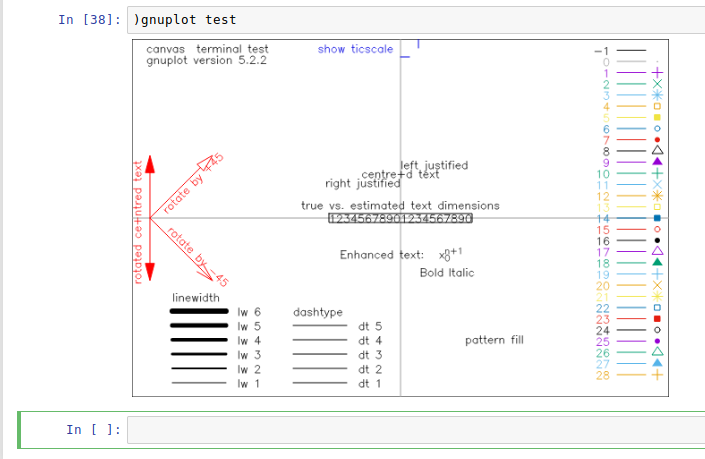 In [38]: )gnuplot test
canvas  terminal test
gnuplot version 5.2.2
show ticscale
left justified
centre+d text
right justified
true vs. estimated text dimensions
12345678901234567890
rotated ce+ntred text
rotate by +45
rotate by -45
Enhanced text: x₀ⁿ⁺¹
Bold Italic
linewidth
lw 6
lw 5
lw 4
lw 3
lw 2
lw 1
dashtype
dt 5
dt 4
dt 3
dt 2
dt 1
pattern fill
-1
0
1
2
3
4
5
6
7
8
9
10
11
12
13
14
15
16
17
18
19
20
21
22
23
24
25
26
27
28
In [ ]: